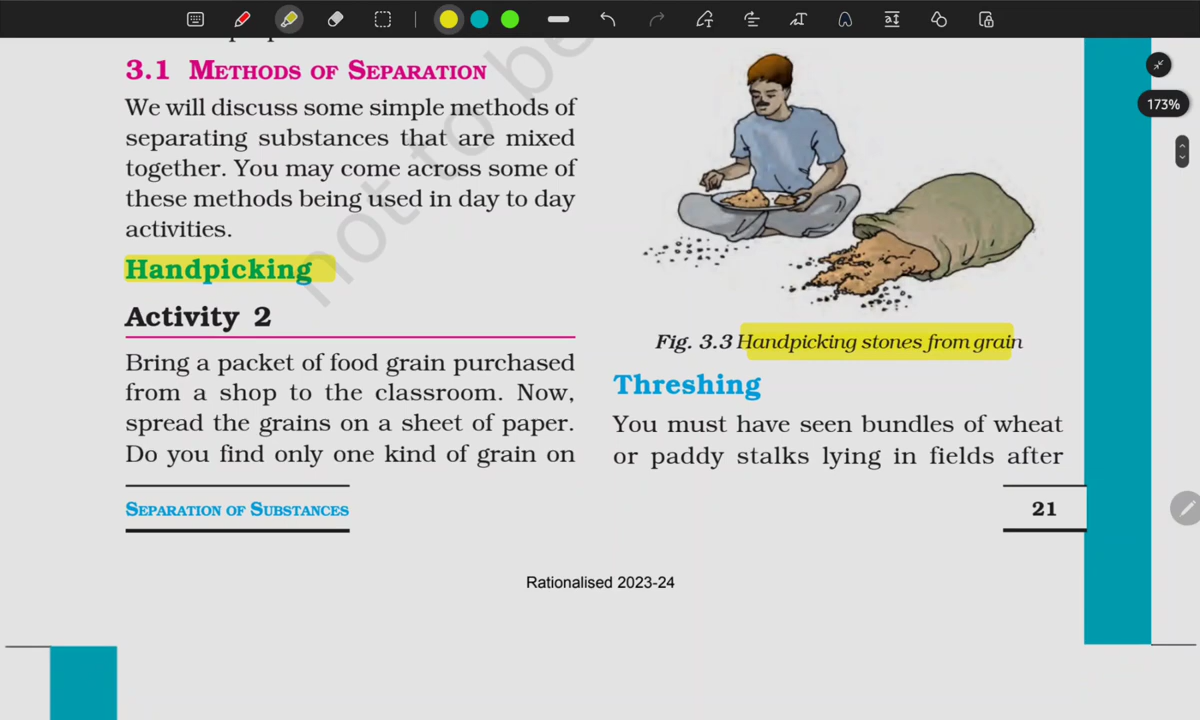 173%
3.1 Methods of Separation
We will discuss some simple methods of
separating substances that are mixed
together. You may come across some of
these methods being used in day to day
activities.
Handpicking
Activity 2
Bring a packet of food grain purchased
from a shop to the classroom. Now,
spread the grains on a sheet of paper.
Do you find only one kind of grain on
Fig. 3.3 Handpicking stones from grain
Threshing
You must have seen bundles of wheat
or paddy stalks lying in fields after
Separation of Substances
21
Rationalised 2023-24
not to be